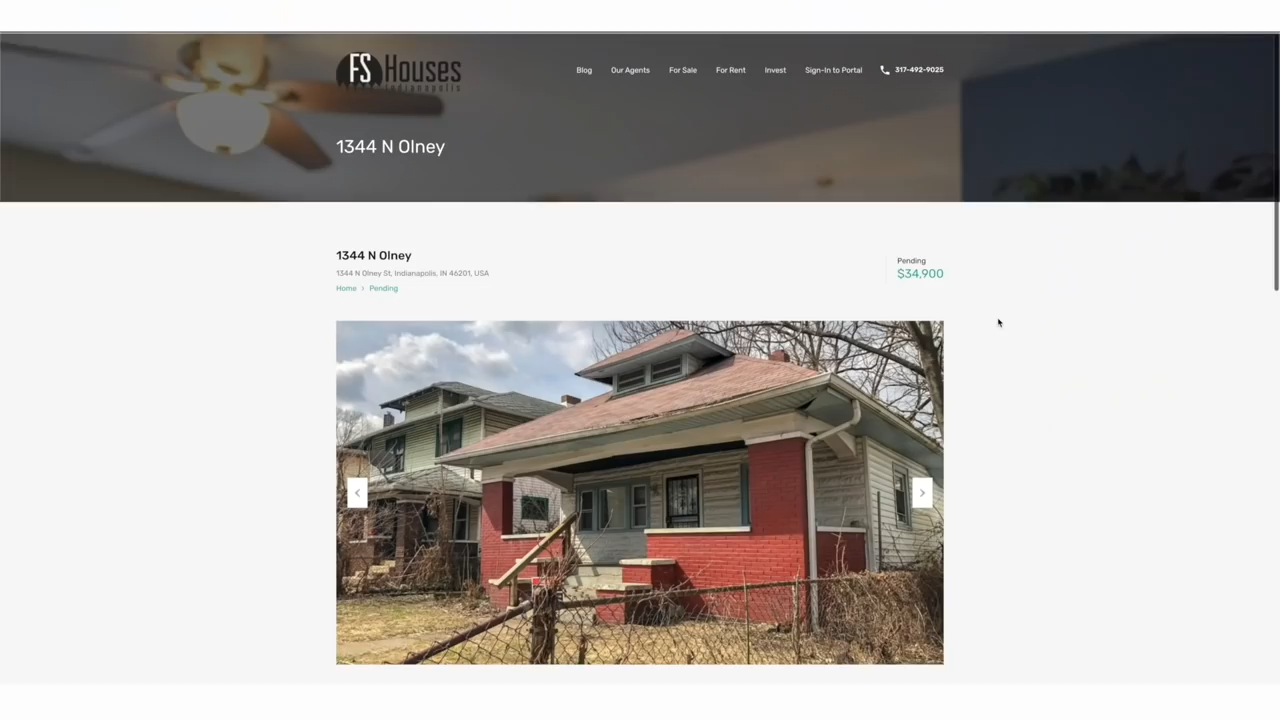 FS Houses
Indianapolis
Blog
Our Agents
For Sale
For Rent
Invest
Sign-In to Portal
317-492-9025
1344 N Olney
1344 N Olney
1344 N Olney St, Indianapolis, IN 46201, USA
Home › Pending
Pending
$34,900